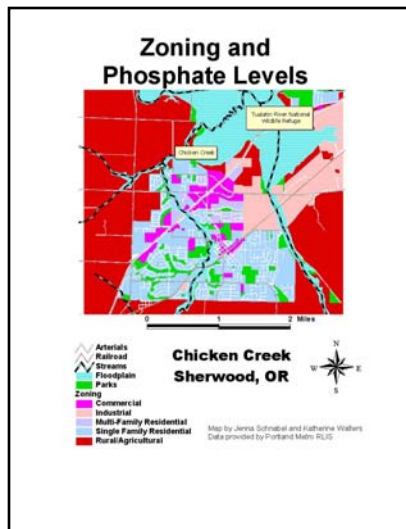 Zoning and
Phosphate Levels
Tualatin River National
Wildlife Refuge
Chicken Creek
0 1 2 Miles
Arterials
Railroad
Streams
Floodplain
Parks
Zoning
Commercial
Industrial
Multi-Family Residential
Single Family Residential
Rural/Agricultural
Chicken Creek
Sherwood, OR
N
W E
S
Map by Jenna Schnabel and Katherine Walters
Data provided by Portland Metro RLIS